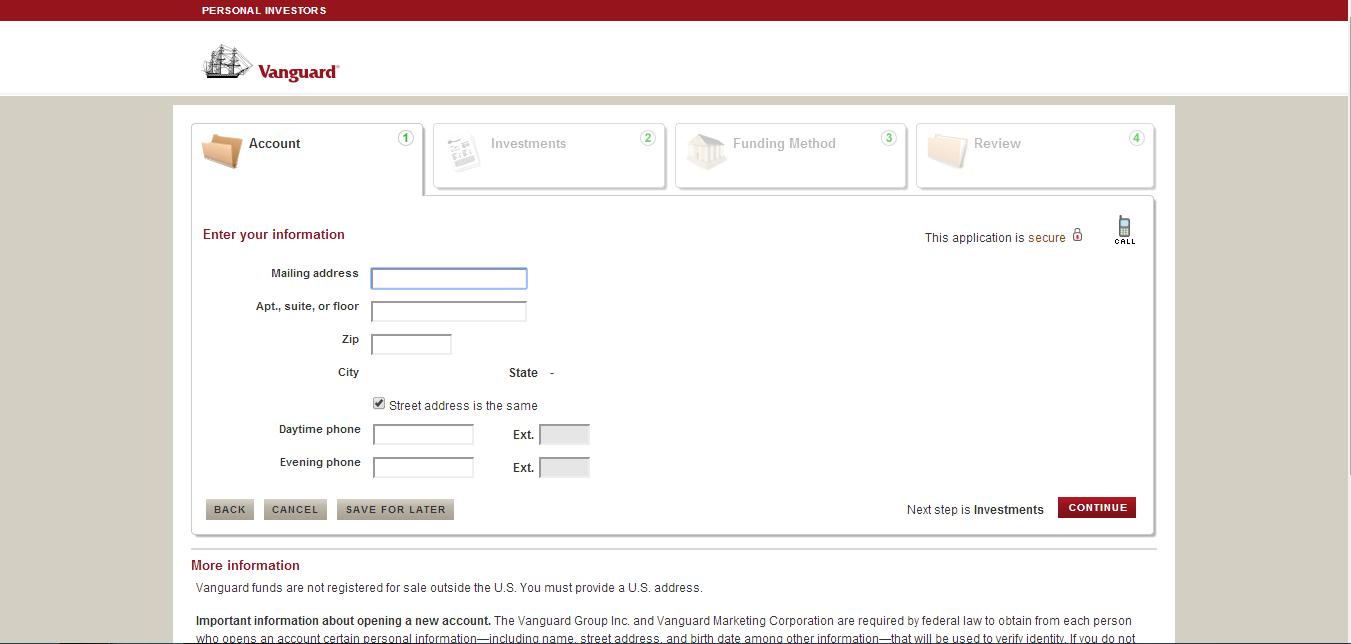 PERSONAL INVESTORS
Vanguard®
Account 1
Investments 2
Funding Method 3
Review 4
Enter your information
This application is secure
CALL
Mailing address
Apt., suite, or floor
Zip
City State -
Street address is the same
Daytime phone Ext.
Evening phone Ext.
BACK CANCEL SAVE FOR LATER Next step is Investments CONTINUE
More information
Vanguard funds are not registered for sale outside the U.S. You must provide a U.S. address.
Important information about opening a new account. The Vanguard Group Inc. and Vanguard Marketing Corporation are required by federal law to obtain from each person
who opens an account certain personal information—including name, street address, and birth date among other information—that will be used to verify identity. If you do not